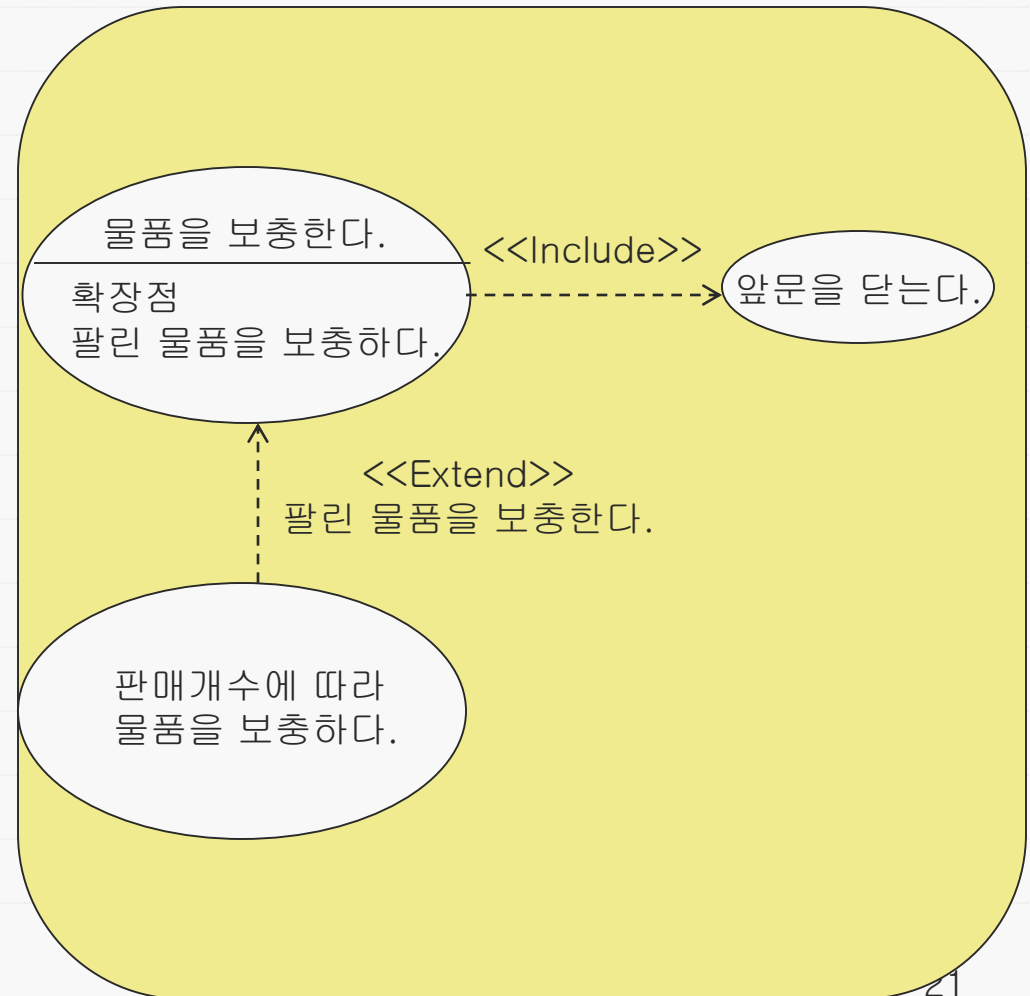 물품을 보충한다.
<<Include>>
확장점
팔린 물품을 보충하다.
앞문을 닫는다.
<<Extend>>
팔린 물품을 보충한다.
판매개수에 따라
물품을 보충하다.
21